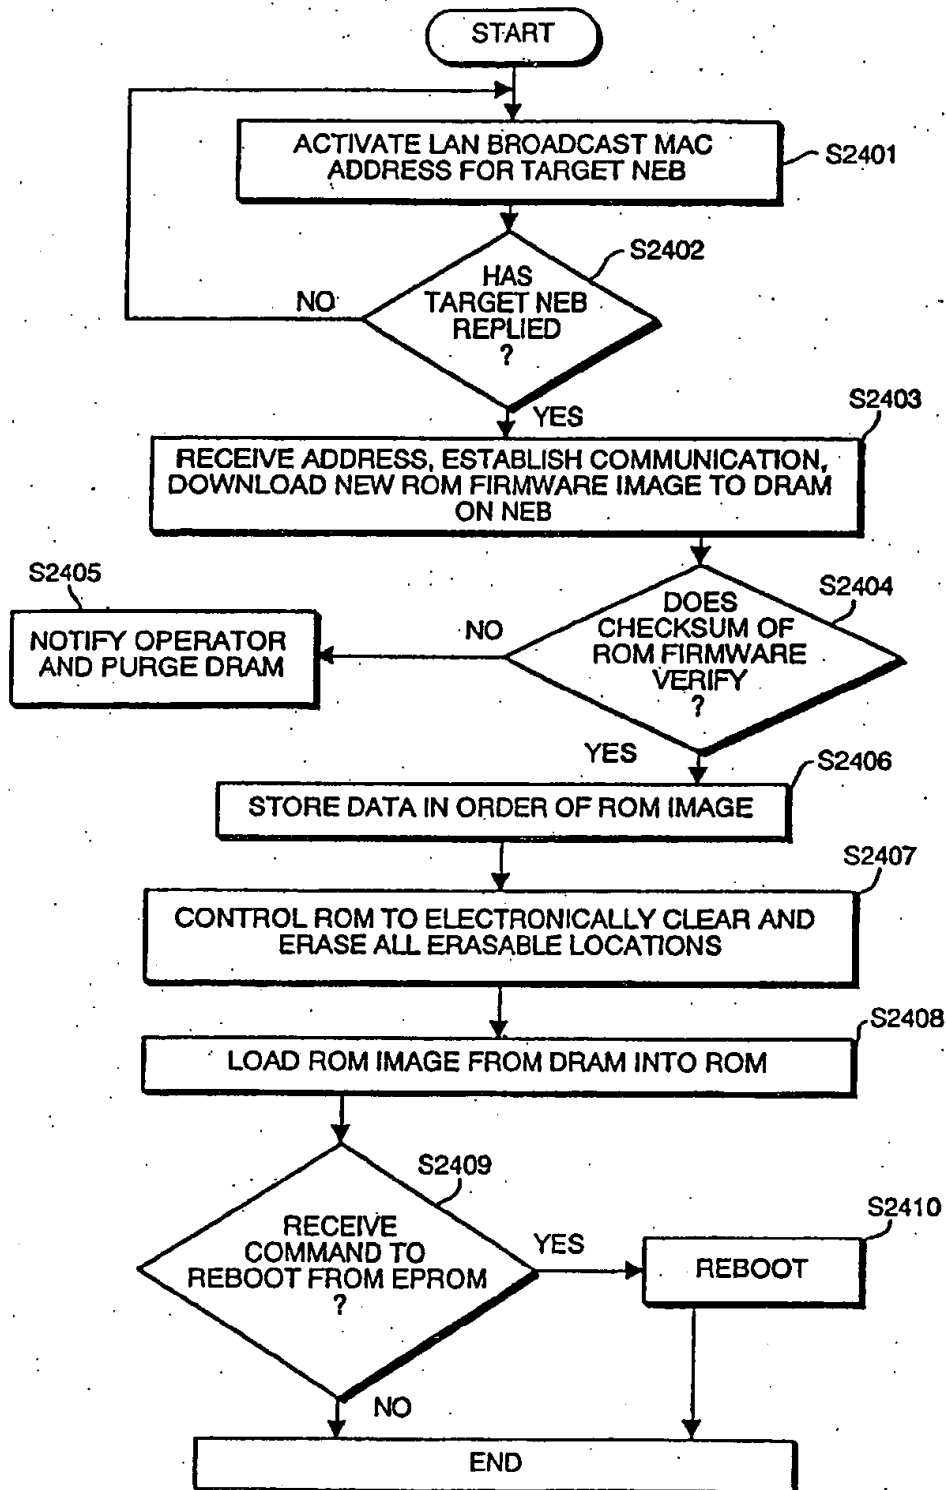 START
ACTIVATE LAN BROADCAST MAC
ADDRESS FOR TARGET NEB
S2401
S2402
HAS
TARGET NEB
REPLIED
?
NO
YES
S2403
RECEIVE ADDRESS, ESTABLISH COMMUNICATION,
DOWNLOAD NEW ROM FIRMWARE IMAGE TO DRAM
ON NEB
S2405
NOTIFY OPERATOR
AND PURGE DRAM
NO
S2404
DOES
CHECKSUM OF
ROM FIRMWARE
VERIFY
?
YES
S2406
STORE DATA IN ORDER OF ROM IMAGE
S2407
CONTROL ROM TO ELECTRONICALLY CLEAR AND
ERASE ALL ERASABLE LOCATIONS
S2408
LOAD ROM IMAGE FROM DRAM INTO ROM
S2409
RECEIVE
COMMAND TO
REBOOT FROM EPROM
?
YES
S2410
REBOOT
NO
END